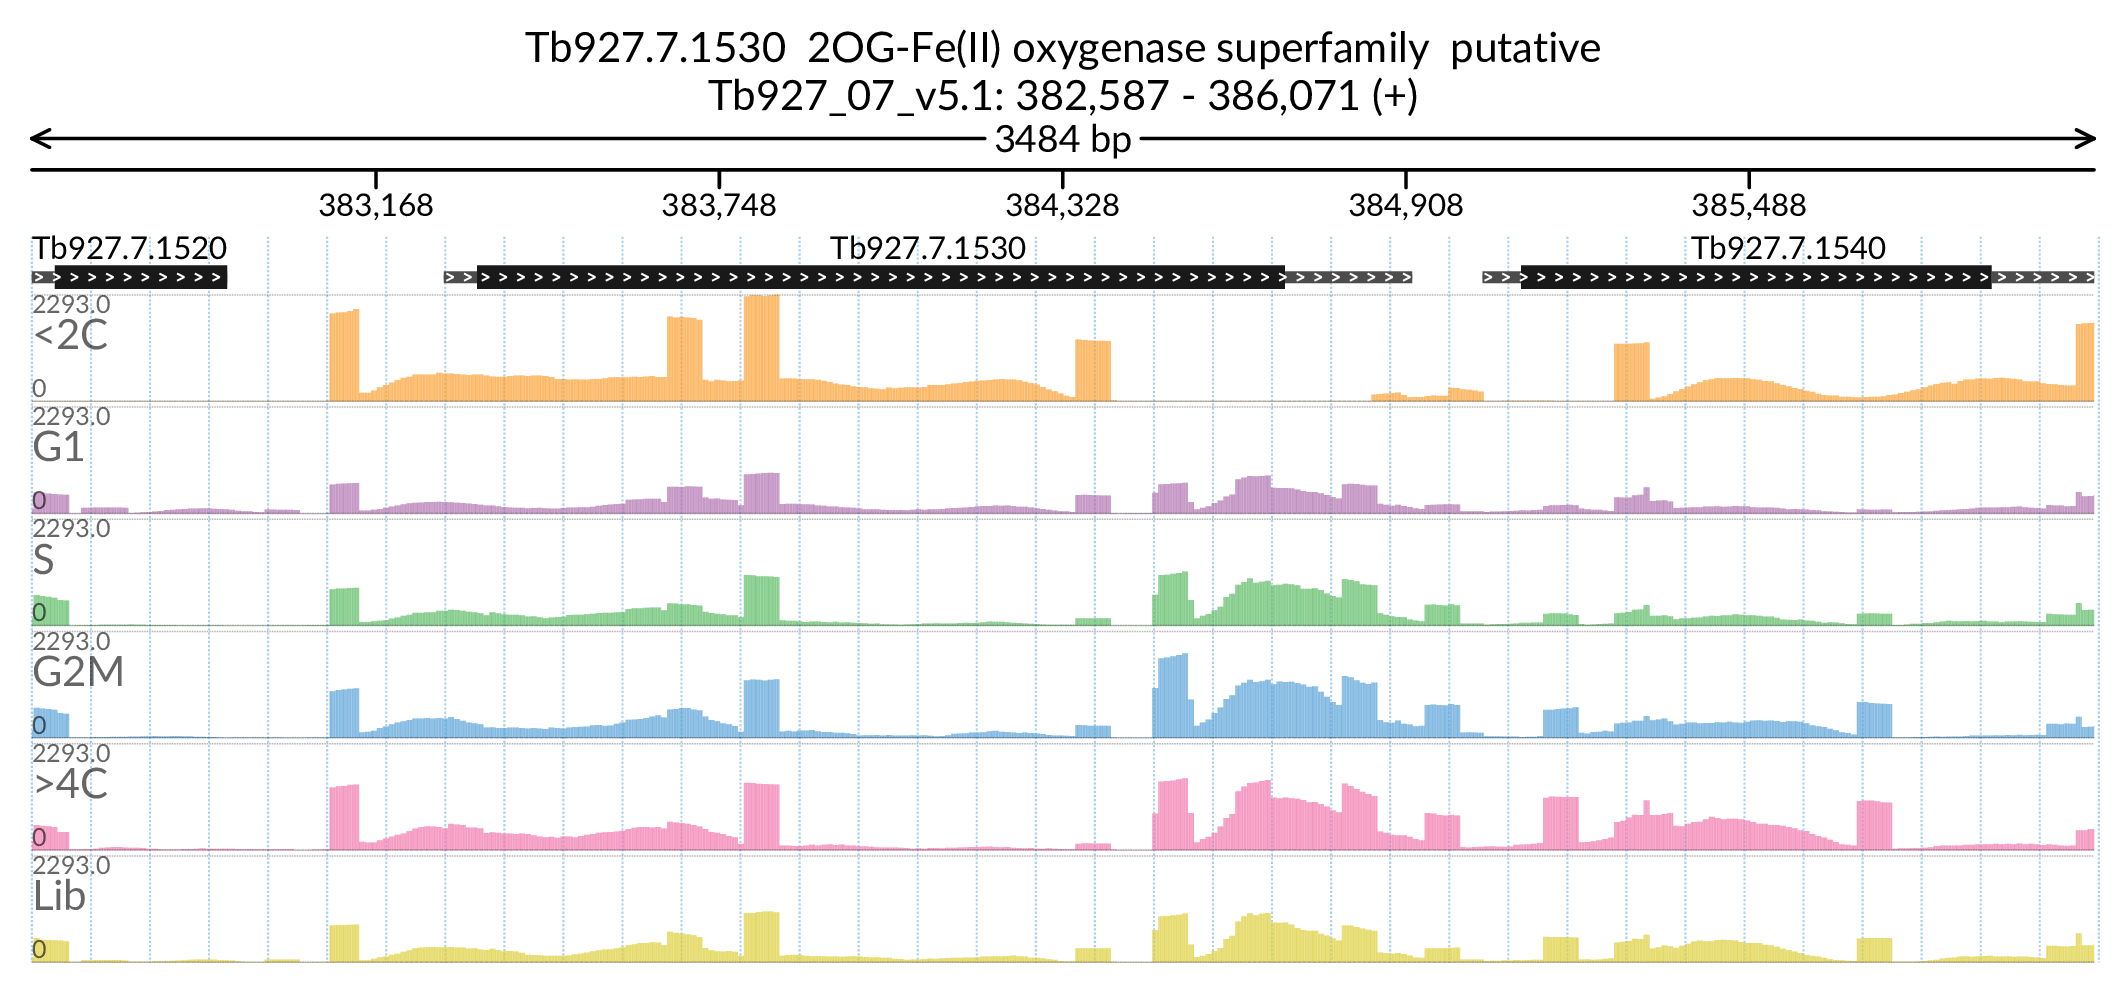 Tb927.7.1530  2OG-Fe(II) oxygenase superfamily  putative
Tb927_07_v5.1: 382,587 - 386,071 (+)
3484 bp
383,168 383,748 384,328 384,908 385,488
Tb927.7.1520 Tb927.7.1530 Tb927.7.1540
2293.0
<2C
0
2293.0
G1
0
2293.0
S
0
2293.0
G2M
0
2293.0
>4C
0
2293.0
Lib
0